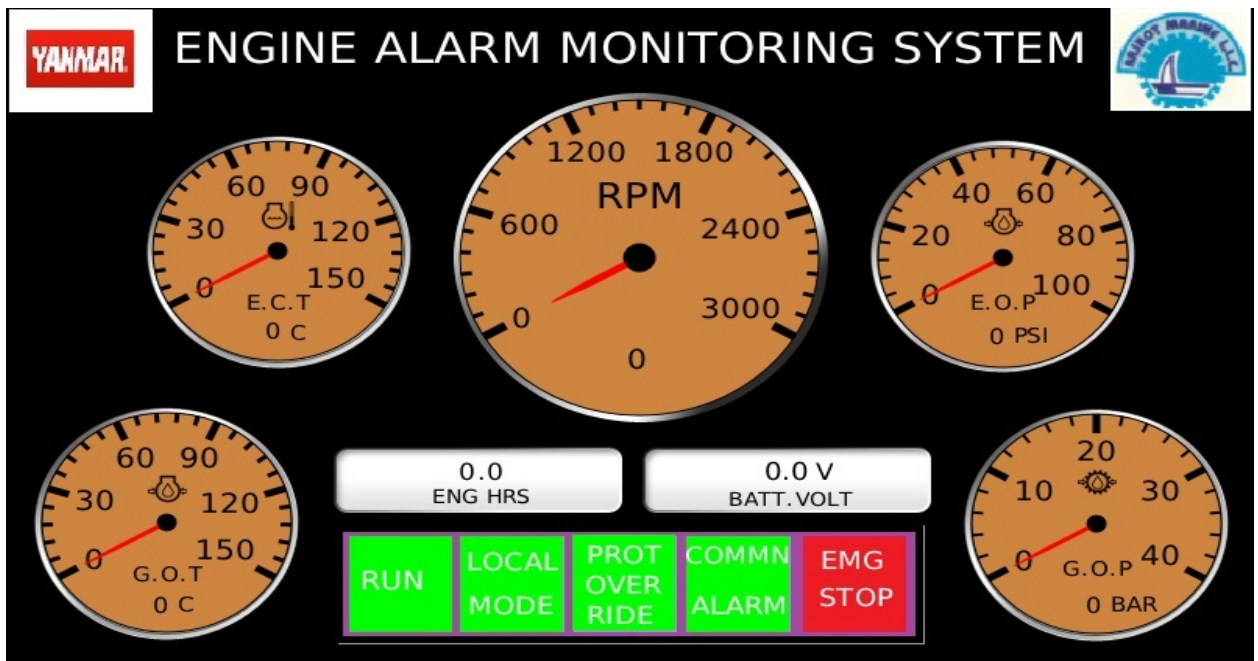 YANMAR
ENGINE ALARM MONITORING SYSTEM
0 30 60 90 120 150
E.C.T
0 C
0 600 1200 1800 2400 3000
RPM
0
0 20 40 60 80 100
E.O.P
0 PSI
0 30 60 90 120 150
G.O.T
0 C
0.0
ENG HRS
0.0 V
BATT.VOLT
0 10 20 30 40
G.O.P
0 BAR
RUN
LOCAL
MODE
PROT
OVER
RIDE
COMMN
ALARM
EMG
STOP